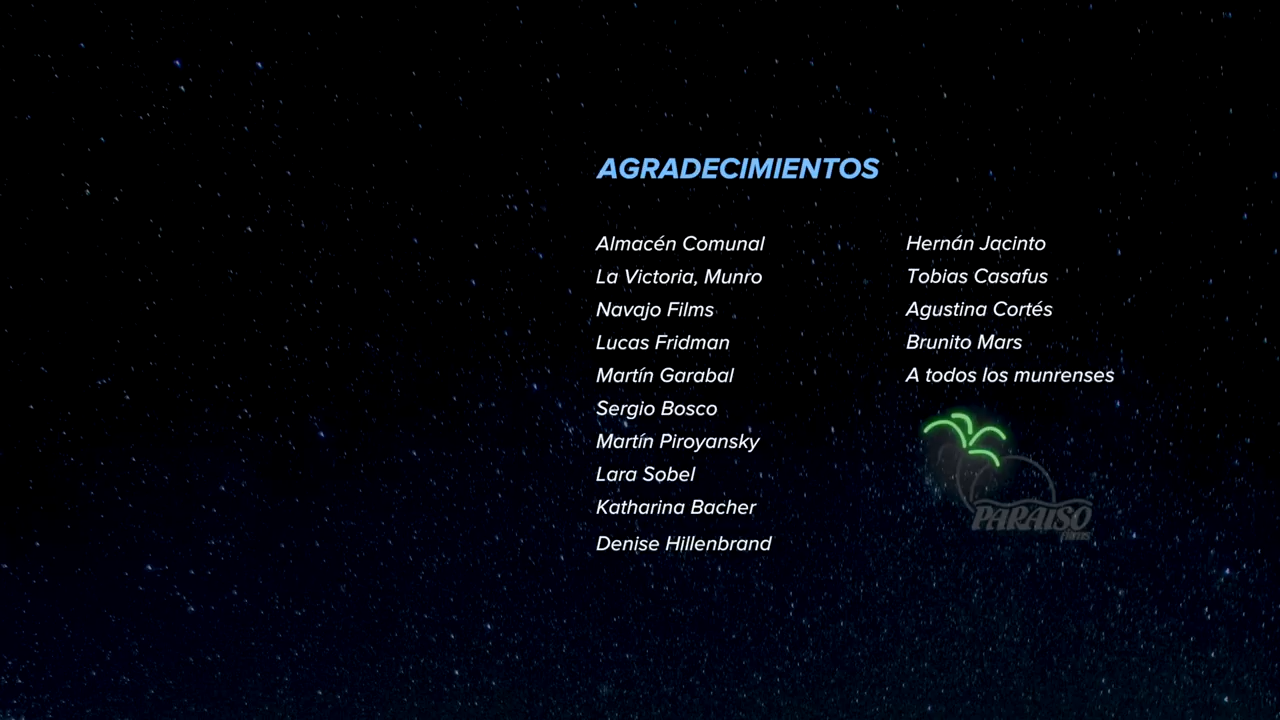 AGRADECIMIENTOS
Almacén Comunal
La Victoria, Munro
Navajo Films
Lucas Fridman
Martín Garabal
Sergio Bosco
Martín Piroyansky
Lara Sobel
Katharina Bacher
Denise Hillenbrand
Hernán Jacinto
Tobias Casafus
Agustina Cortés
Brunito Mars
A todos los munrenses
PARAISO